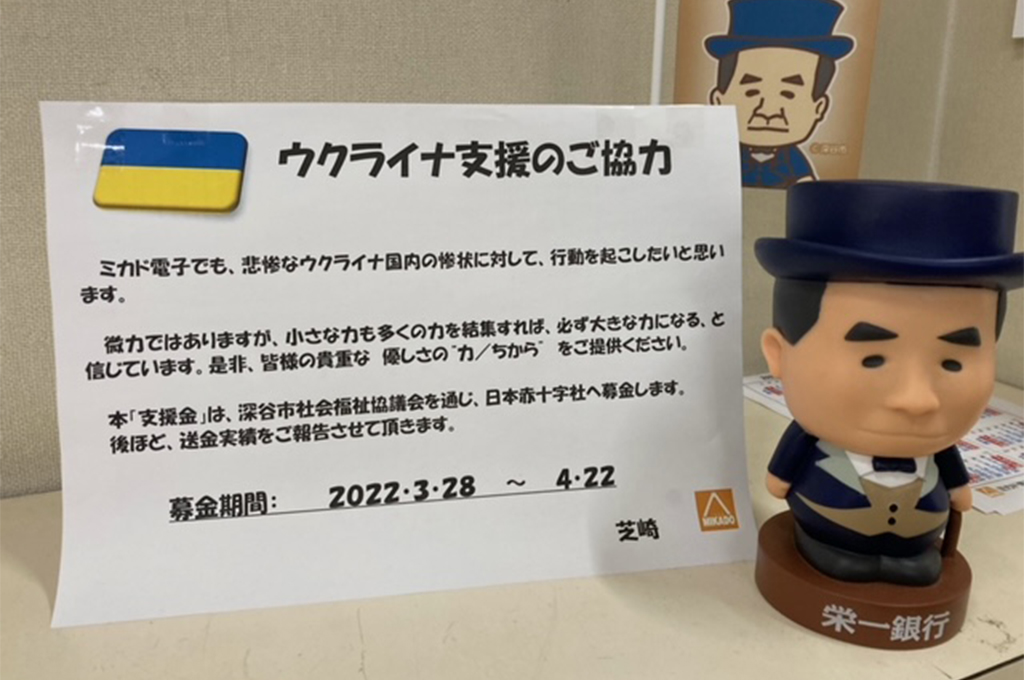 ウクライナ支援のご協力
ミカド電子でも、悲惨なウクライナ国内の惨状に対して、行動を起こしたいと思い
ます。
微力ではありますが、小さな力も多くの力を結集すれば、必ず大きな力になる、と
信じています。是非、皆様の貴重な 優しさの“力／ちから” をご提供ください。
本「支援金」は、深谷市社会福祉協議会を通じ、日本赤十字社へ募金します。
後ほど、送金実績をご報告させて頂きます。
募金期間: 2022・3・28 ～ 4・22
芝崎
MIKADO
©深谷市
栄一銀行